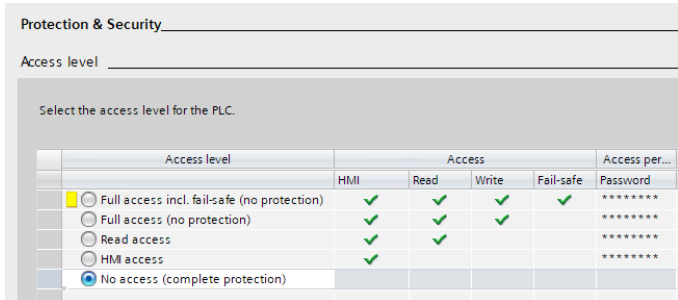 Protection & Security
Access level
Select the access level for the PLC.
Access level Access Access per...
HMI Read Write Fail-safe Password
Full access incl. fail-safe (no protection) ********
Full access (no protection) ********
Read access ********
HMI access ********
No access (complete protection)